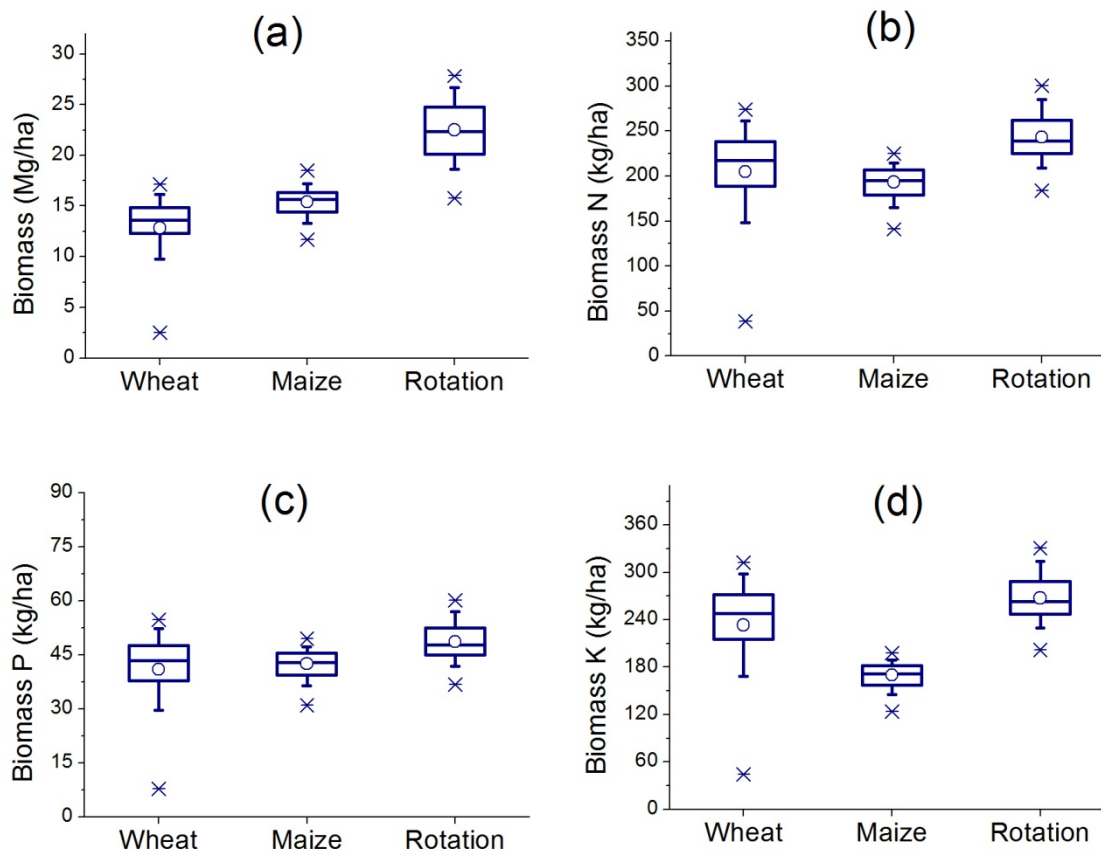 (a)
Biomass (Mg/ha)
30
25
20
15
10
5
0
Wheat Maize Rotation
(b)
Biomass N (kg/ha)
350
300
250
200
150
100
50
0
Wheat Maize Rotation
(c)
Biomass P (kg/ha)
90
75
60
45
30
15
0
Wheat Maize Rotation
(d)
Biomass K (kg/ha)
360
300
240
180
120
60
0
Wheat Maize Rotation